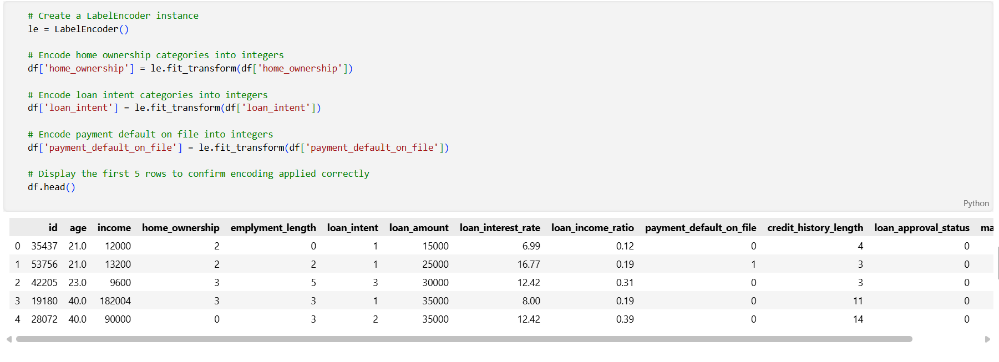 # Create a LabelEncoder instance
le = LabelEncoder()
# Encode home ownership categories into integers
df['home_ownership'] = le.fit_transform(df['home_ownership'])
# Encode loan intent categories into integers
df['loan_intent'] = le.fit_transform(df['loan_intent'])
# Encode payment default on file into integers
df['payment_default_on_file'] = le.fit_transform(df['payment_default_on_file'])
# Display the first 5 rows to confirm encoding applied correctly
df.head()
Python
id age income home_ownership emplyment_length loan_intent loan_amount loan_interest_rate loan_income_ratio payment_default_on_file credit_history_length loan_approval_status ma
0 35437 21.0 12000 2 0 1 15000 6.99 0.12 0 4 0
1 53756 21.0 13200 2 2 1 25000 16.77 0.19 1 3 0
2 42205 23.0 9600 3 5 3 30000 12.42 0.31 0 3 0
3 19180 40.0 182004 3 3 1 35000 8.00 0.19 0 11 0
4 28072 40.0 90000 0 3 2 35000 12.42 0.39 0 14 0